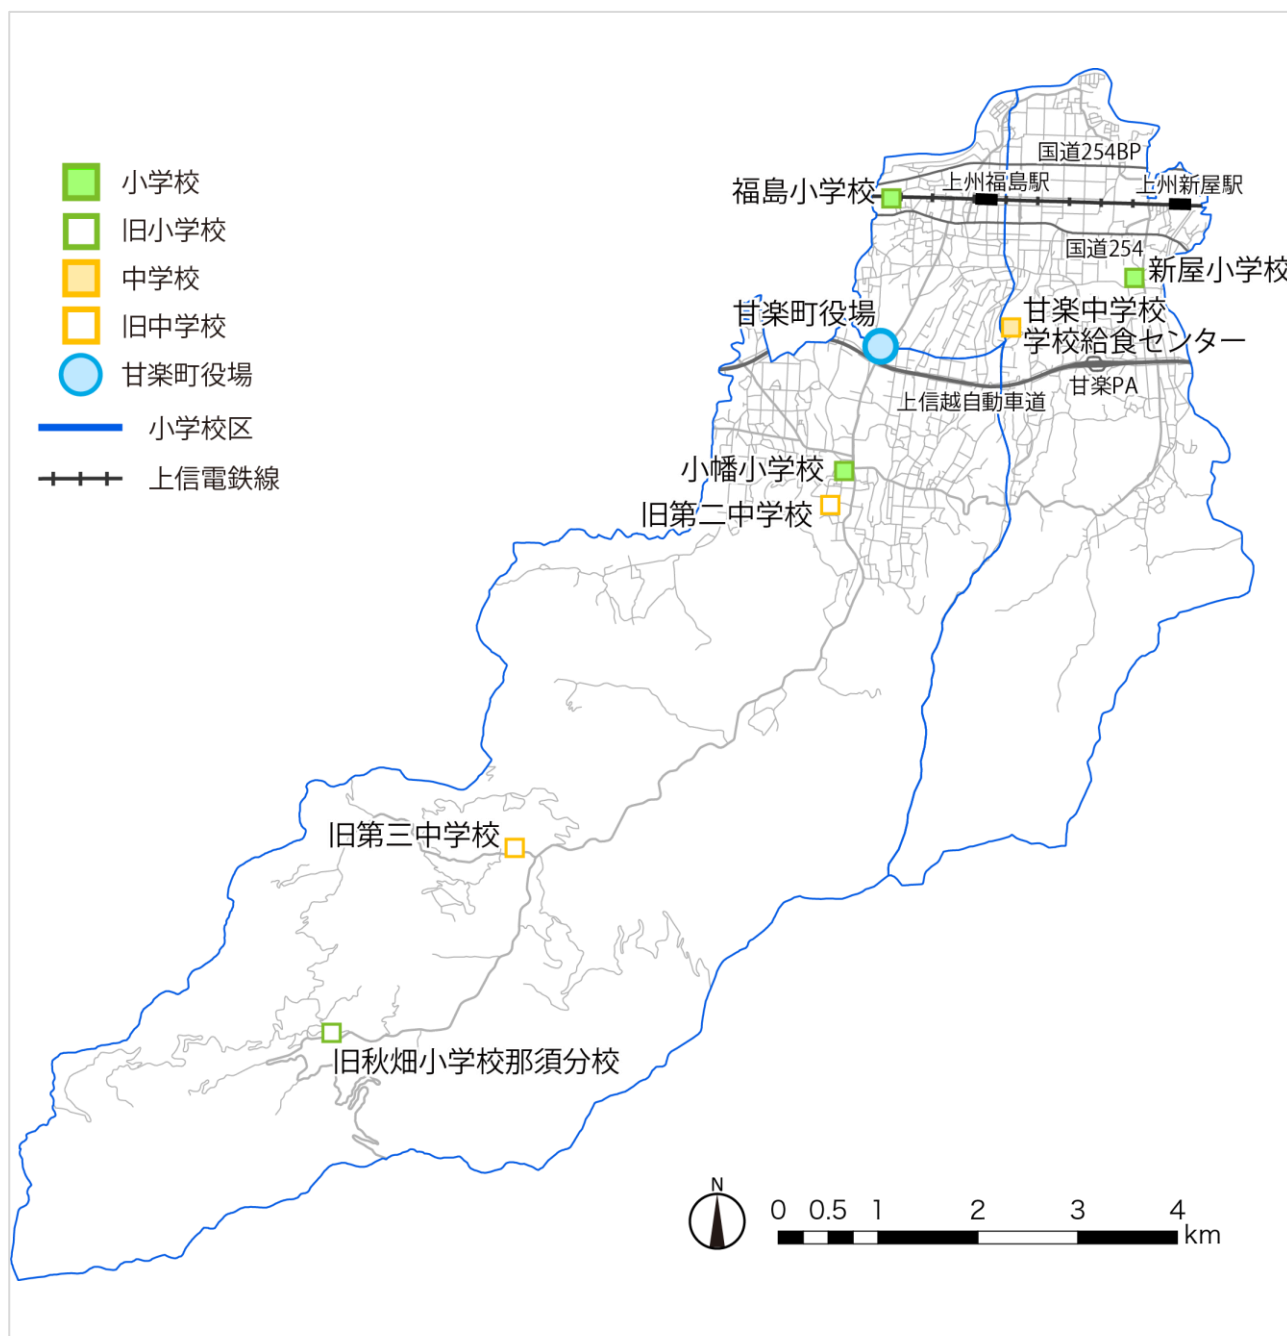 小学校
旧小学校
中学校
旧中学校
甘楽町役場
小学校区
上信電鉄線
国道254BP
福島小学校
上州福島駅
上州新屋駅
国道254
新屋小学校
甘楽町役場
甘楽中学校
学校給食センター
甘楽PA
上信越自動車道
小幡小学校
旧第二中学校
旧第三中学校
旧秋畑小学校那須分校
N
0 0.5 1 2 3 4
km